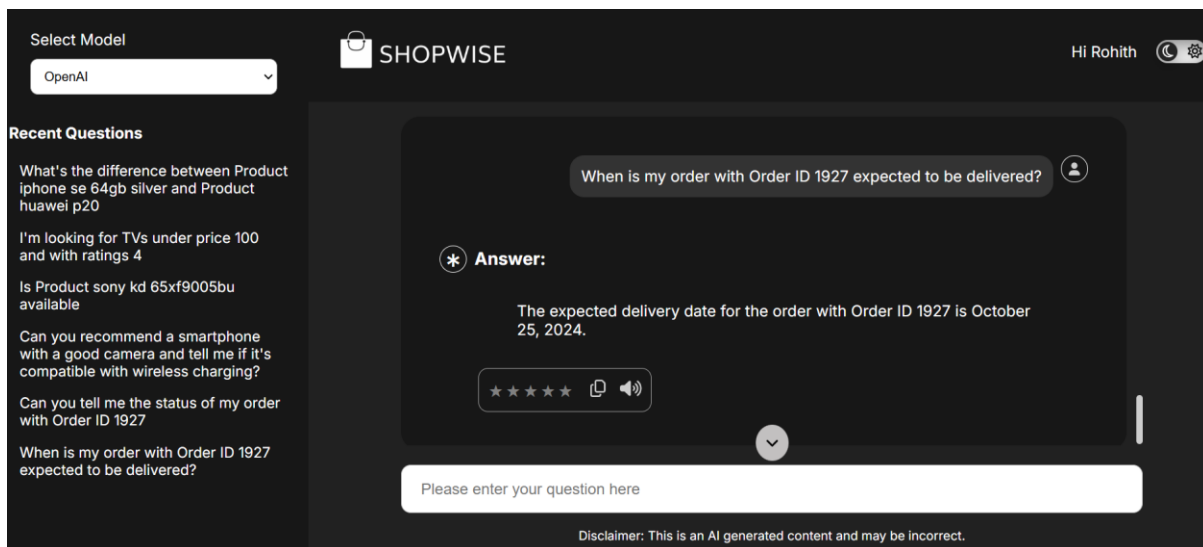 Select Model
OpenAI
Recent Questions
What's the difference between Product
iphone se 64gb silver and Product
huawei p20
I'm looking for TVs under price 100
and with ratings 4
Is Product sony kd 65xf9005bu
available
Can you recommend a smartphone
with a good camera and tell me if it's
compatible with wireless charging?
Can you tell me the status of my order
with Order ID 1927
When is my order with Order ID 1927
expected to be delivered?
SHOPWISE
Hi Rohith
When is my order with Order ID 1927 expected to be delivered?
Answer:
The expected delivery date for the order with Order ID 1927 is October
25, 2024.
Please enter your question here
Disclaimer: This is an AI generated content and may be incorrect.